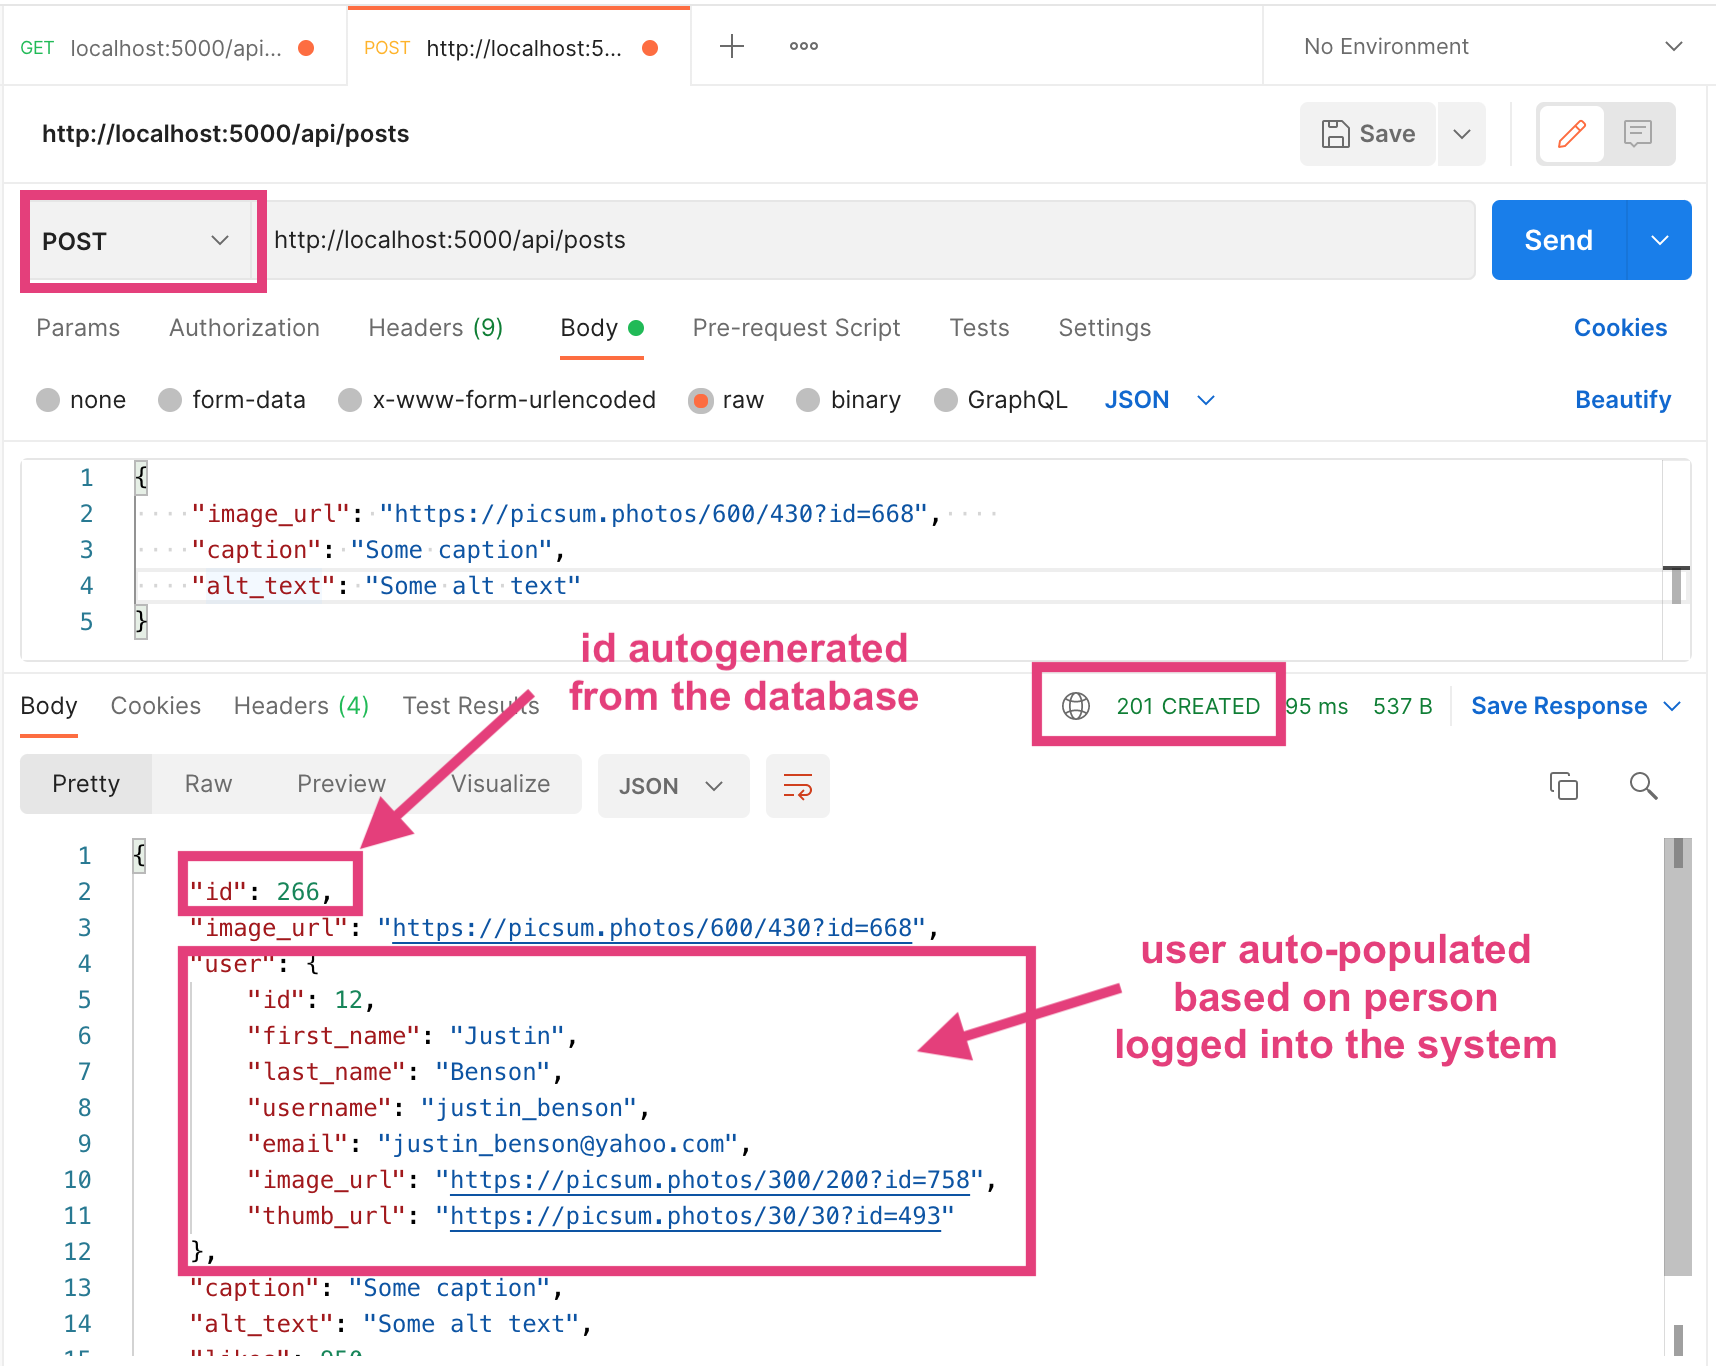 GET localhost:5000/api... POST http://localhost:5... No Environment
http://localhost:5000/api/posts Save
POST http://localhost:5000/api/posts Send
Params Authorization Headers (9) Body Pre-request Script Tests Settings Cookies
none form-data x-www-form-urlencoded raw binary GraphQL JSON Beautify
1 {
2 "image_url": "https://picsum.photos/600/430?id=668",
3 "caption": "Some caption",
4 "alt_text": "Some alt text"
5 }
id autogenerated
from the database
Body Cookies Headers (4) Test Results 201 CREATED 95 ms 537 B Save Response
Pretty Raw Preview Visualize JSON
1 {
2 "id": 266,
3 "image_url": "https://picsum.photos/600/430?id=668",
4 "user": {
5 "id": 12,
6 "first_name": "Justin",
7 "last_name": "Benson",
8 "username": "justin_benson",
9 "email": "justin_benson@yahoo.com",
10 "image_url": "https://picsum.photos/300/200?id=758",
11 "thumb_url": "https://picsum.photos/30/30?id=493"
12 },
user auto-populated
based on person
logged into the system
13 "caption": "Some caption",
14 "alt_text": "Some alt text",